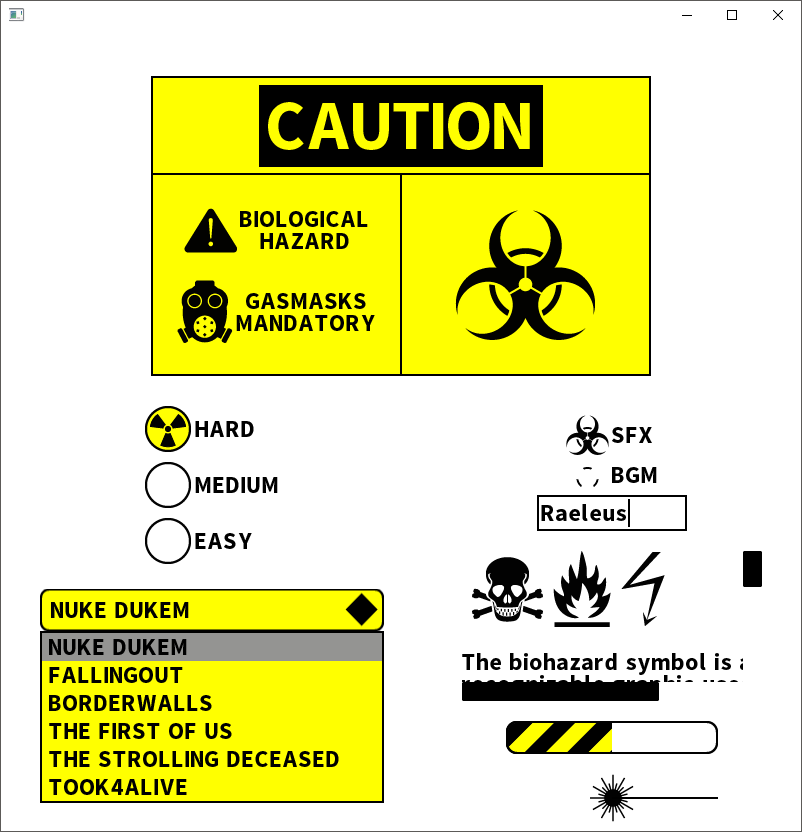 CAUTION
BIOLOGICAL
HAZARD
GASMASKS
MANDATORY
HARD
MEDIUM
EASY
SFX
BGM
Raeleus
NUKE DUKEM
NUKE DUKEM
FALLINGOUT
BORDERWALLS
THE FIRST OF US
THE STROLLING DECEASED
TOOK4ALIVE
The biohazard symbol is